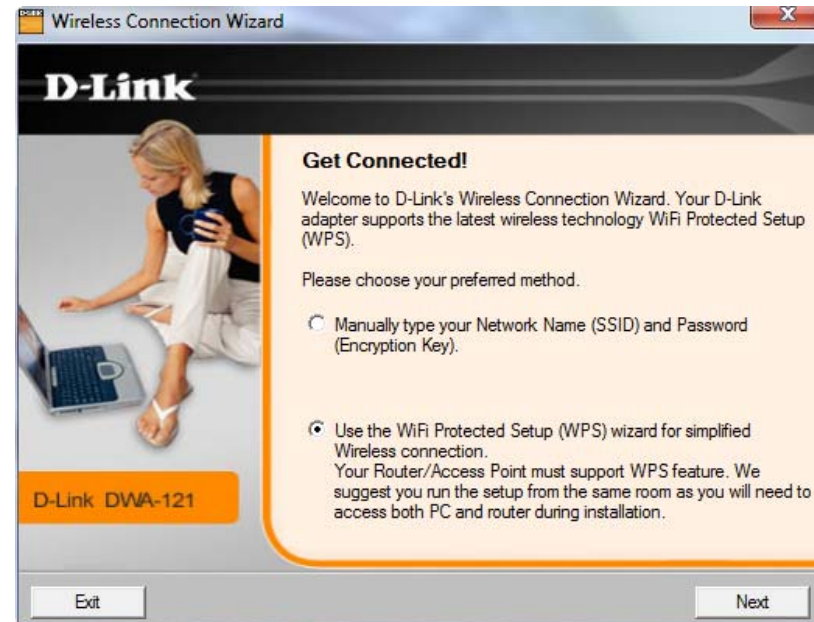 Wireless Connection Wizard
D-Link
Get Connected!
Welcome to D-Link's Wireless Connection Wizard. Your D-Link
adapter supports the latest wireless technology WiFi Protected Setup
(WPS).
Please choose your preferred method.
Manually type your Network Name (SSID) and Password
(Encryption Key).
Use the WiFi Protected Setup (WPS) wizard for simplified
Wireless connection.
Your Router/Access Point must support WPS feature. We
suggest you run the setup from the same room as you will need to
access both PC and router during installation.
D-Link DWA-121
Exit
Next